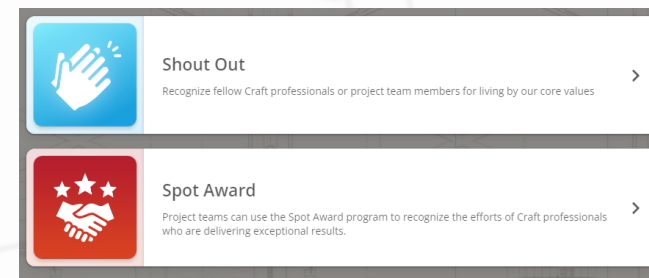 Shout Out
Recognize fellow Craft professionals or project team members for living by our core values
Spot Award
Project teams can use the Spot Award program to recognize the efforts of Craft professionals
who are delivering exceptional results.